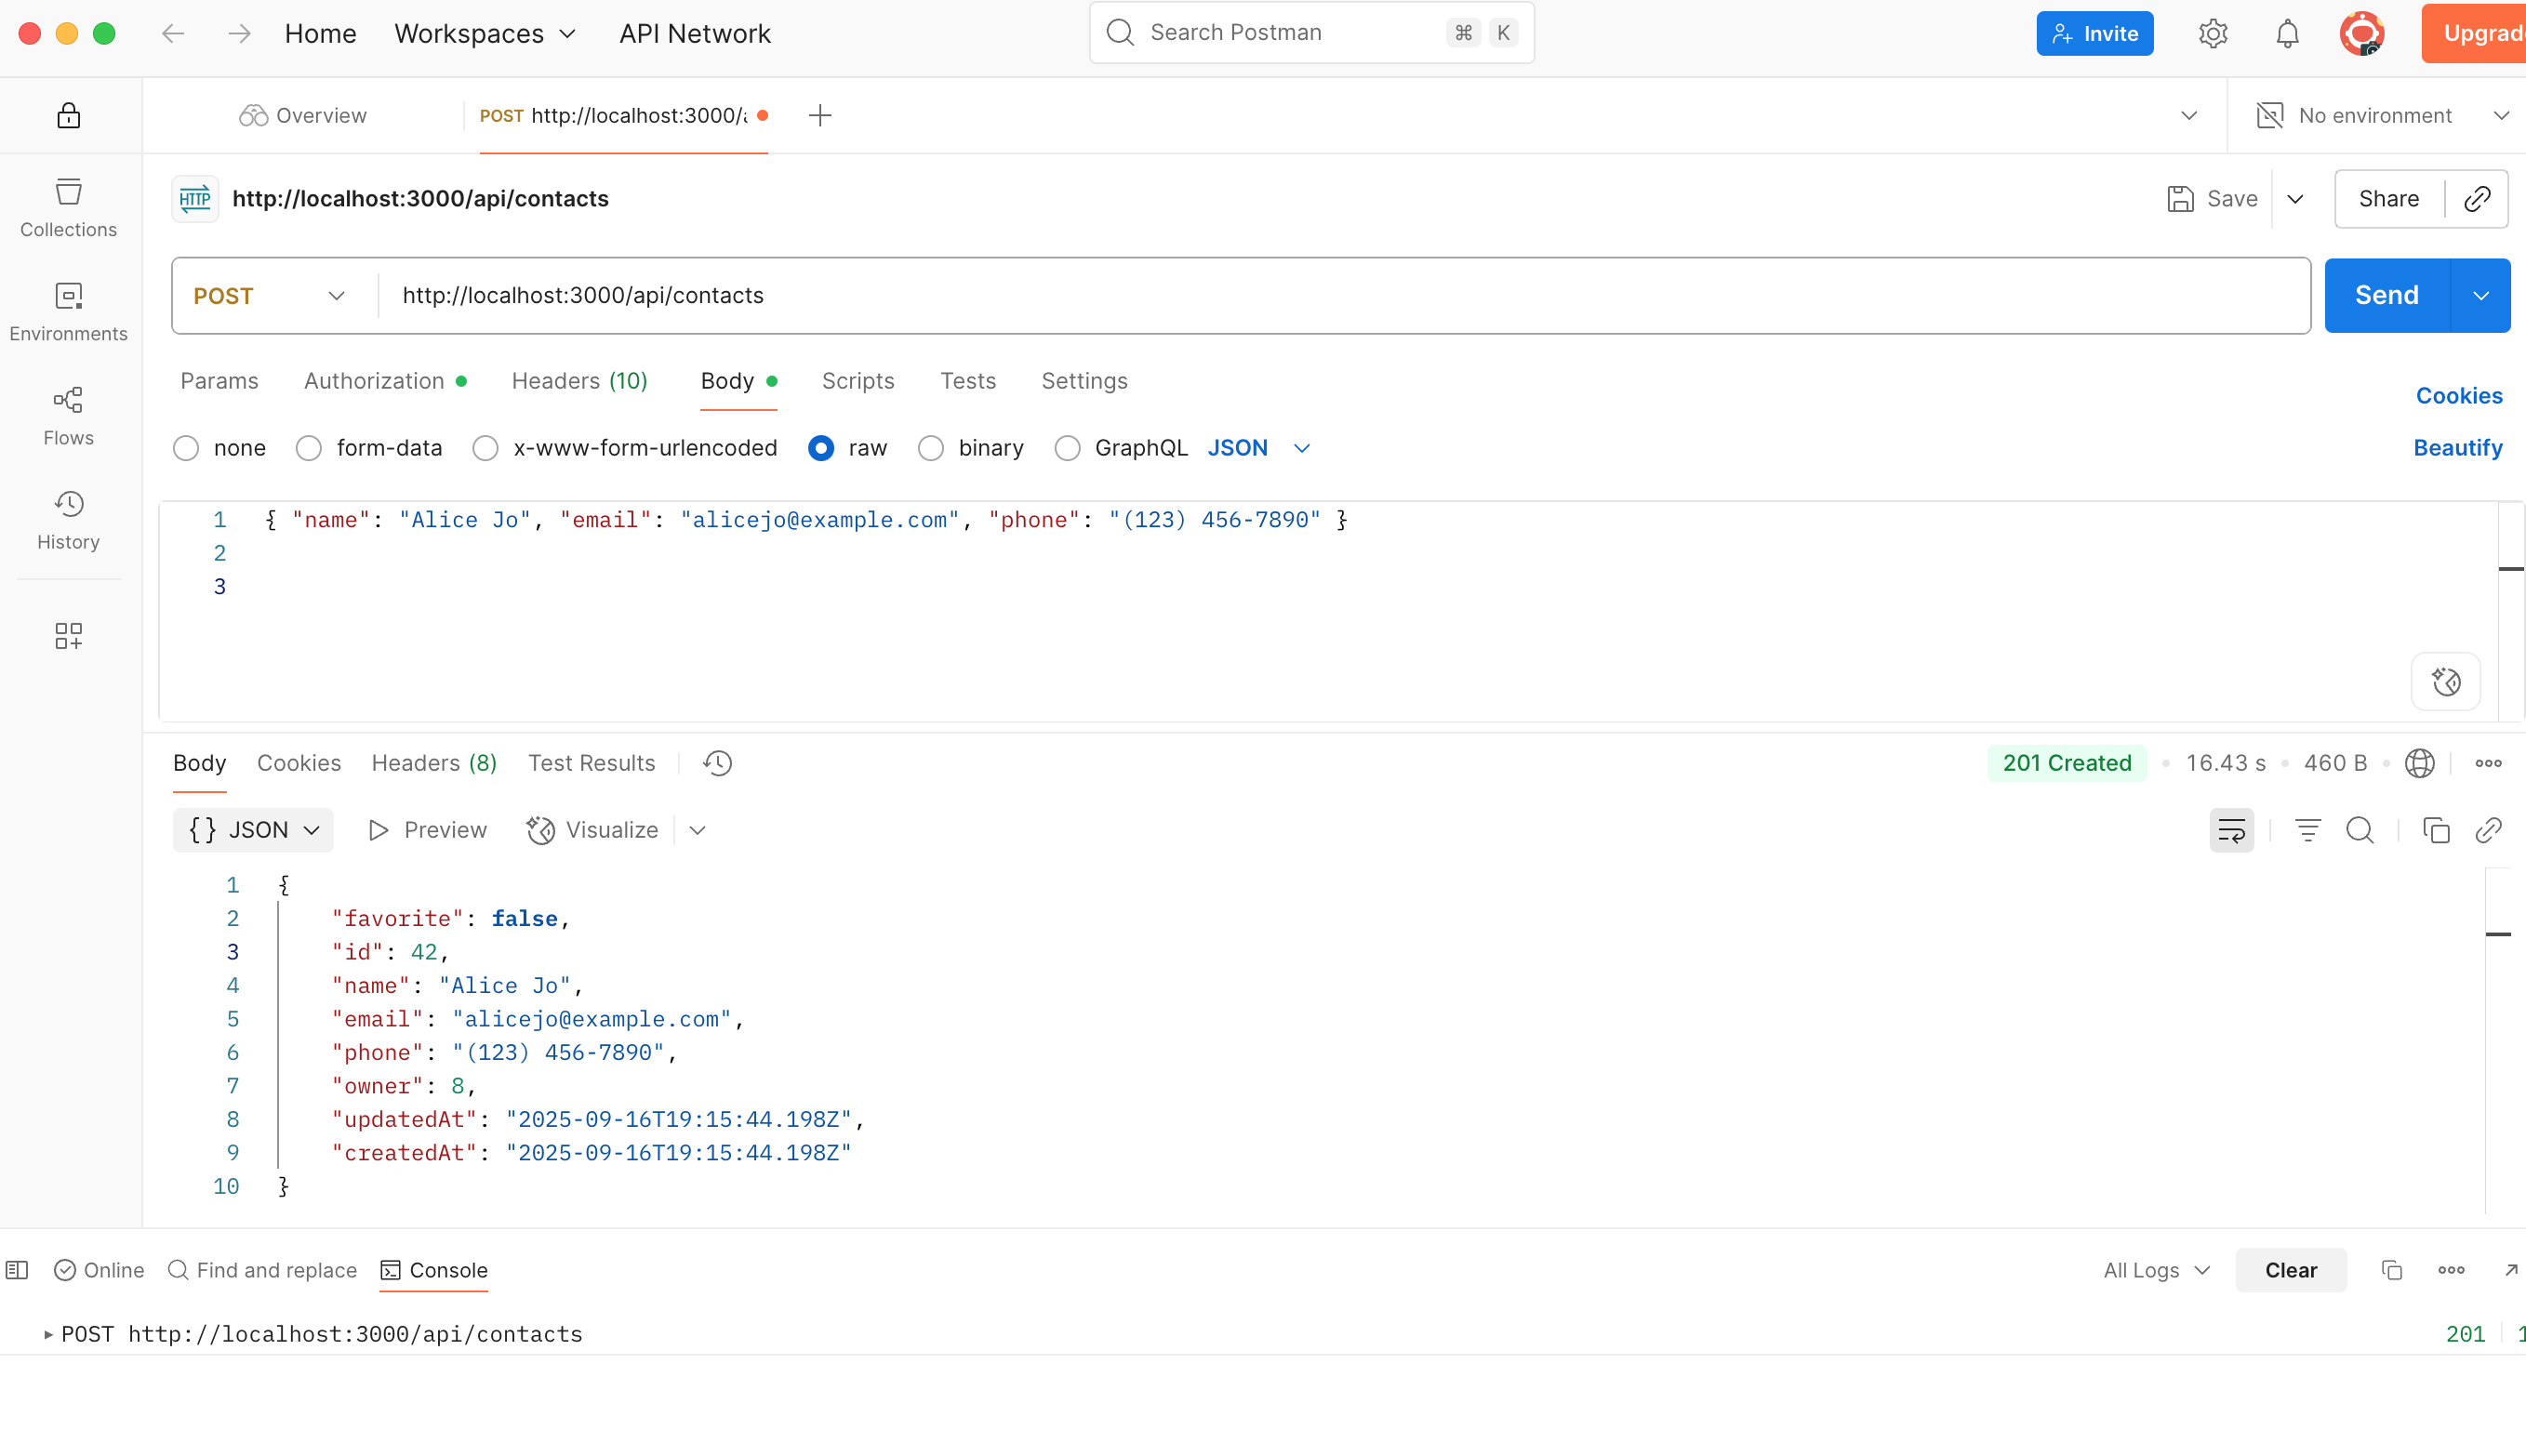 Home Workspaces API Network Search Postman ⌘ K Invite Upgrad
Overview POST http://localhost:3000/a No environment
HTTP http://localhost:3000/api/contacts Save Share
POST http://localhost:3000/api/contacts Send
Collections
Environments
Flows
History
Params Authorization Headers (10) Body Scripts Tests Settings Cookies
none form-data x-www-form-urlencoded raw binary GraphQL JSON Beautify
1 { "name": "Alice Jo", "email": "alicejo@example.com", "phone": "(123) 456-7890" }
2
3
Body Cookies Headers (8) Test Results 201 Created • 16.43 s • 460 B •
{} JSON Preview Visualize
1 {
2 "favorite": false,
3 "id": 42,
4 "name": "Alice Jo",
5 "email": "alicejo@example.com",
6 "phone": "(123) 456-7890",
7 "owner": 8,
8 "updatedAt": "2025-09-16T19:15:44.198Z",
9 "createdAt": "2025-09-16T19:15:44.198Z"
10 }
Online Find and replace Console All Logs Clear
POST http://localhost:3000/api/contacts 201 1